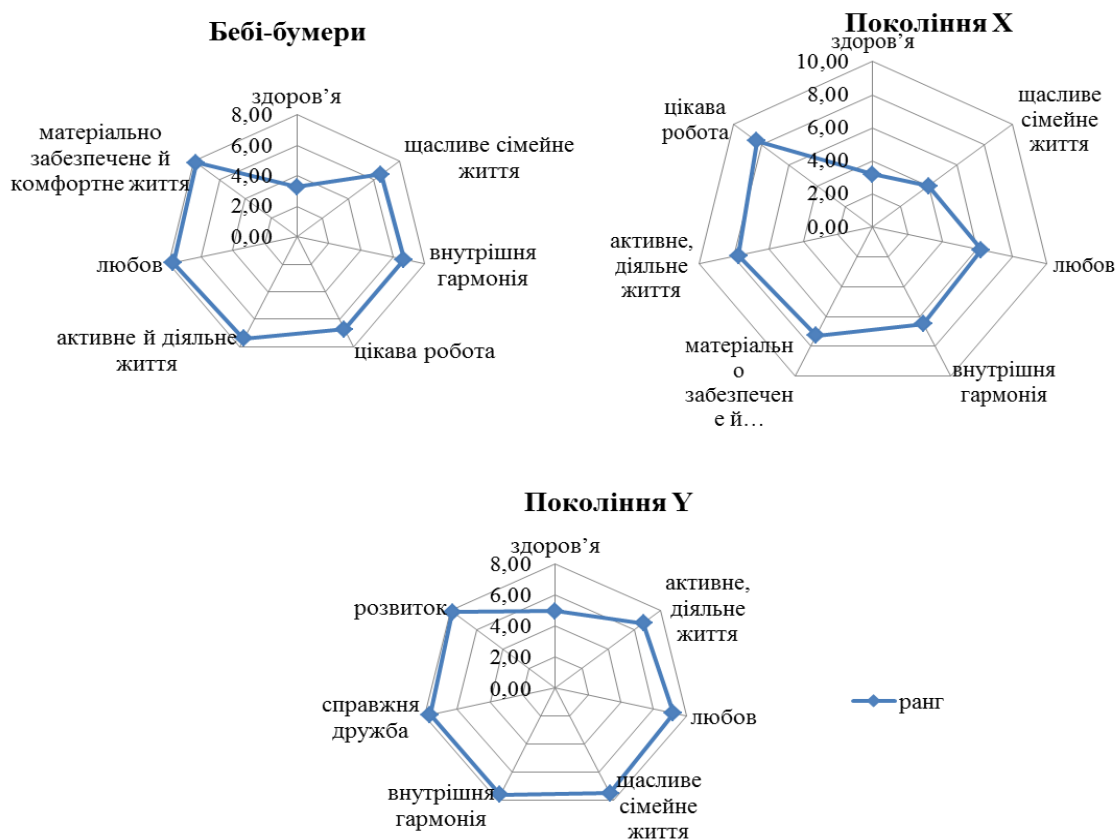 Бебі-бумери
здоров’я
8,00
6,00
4,00
2,00
0,00
щасливе сімейне
життя
внутрішня
гармонія
цікава робота
активне й діяльне
життя
любов
матеріально
забезпечене й
комфортне життя
Покоління X
здоров’я
10,00
8,00
6,00
4,00
2,00
0,00
щасливе
сімейне
життя
любов
внутрішня
гармонія
матеріальн
о
забезпечен
е й…
активне,
діяльне
життя
цікава
робота
Покоління Y
здоров’я
8,00
6,00
4,00
2,00
0,00
активне,
діяльне
життя
любов
щасливе
сімейне
життя
внутрішня
гармонія
справжня
дружба
розвиток
ранг